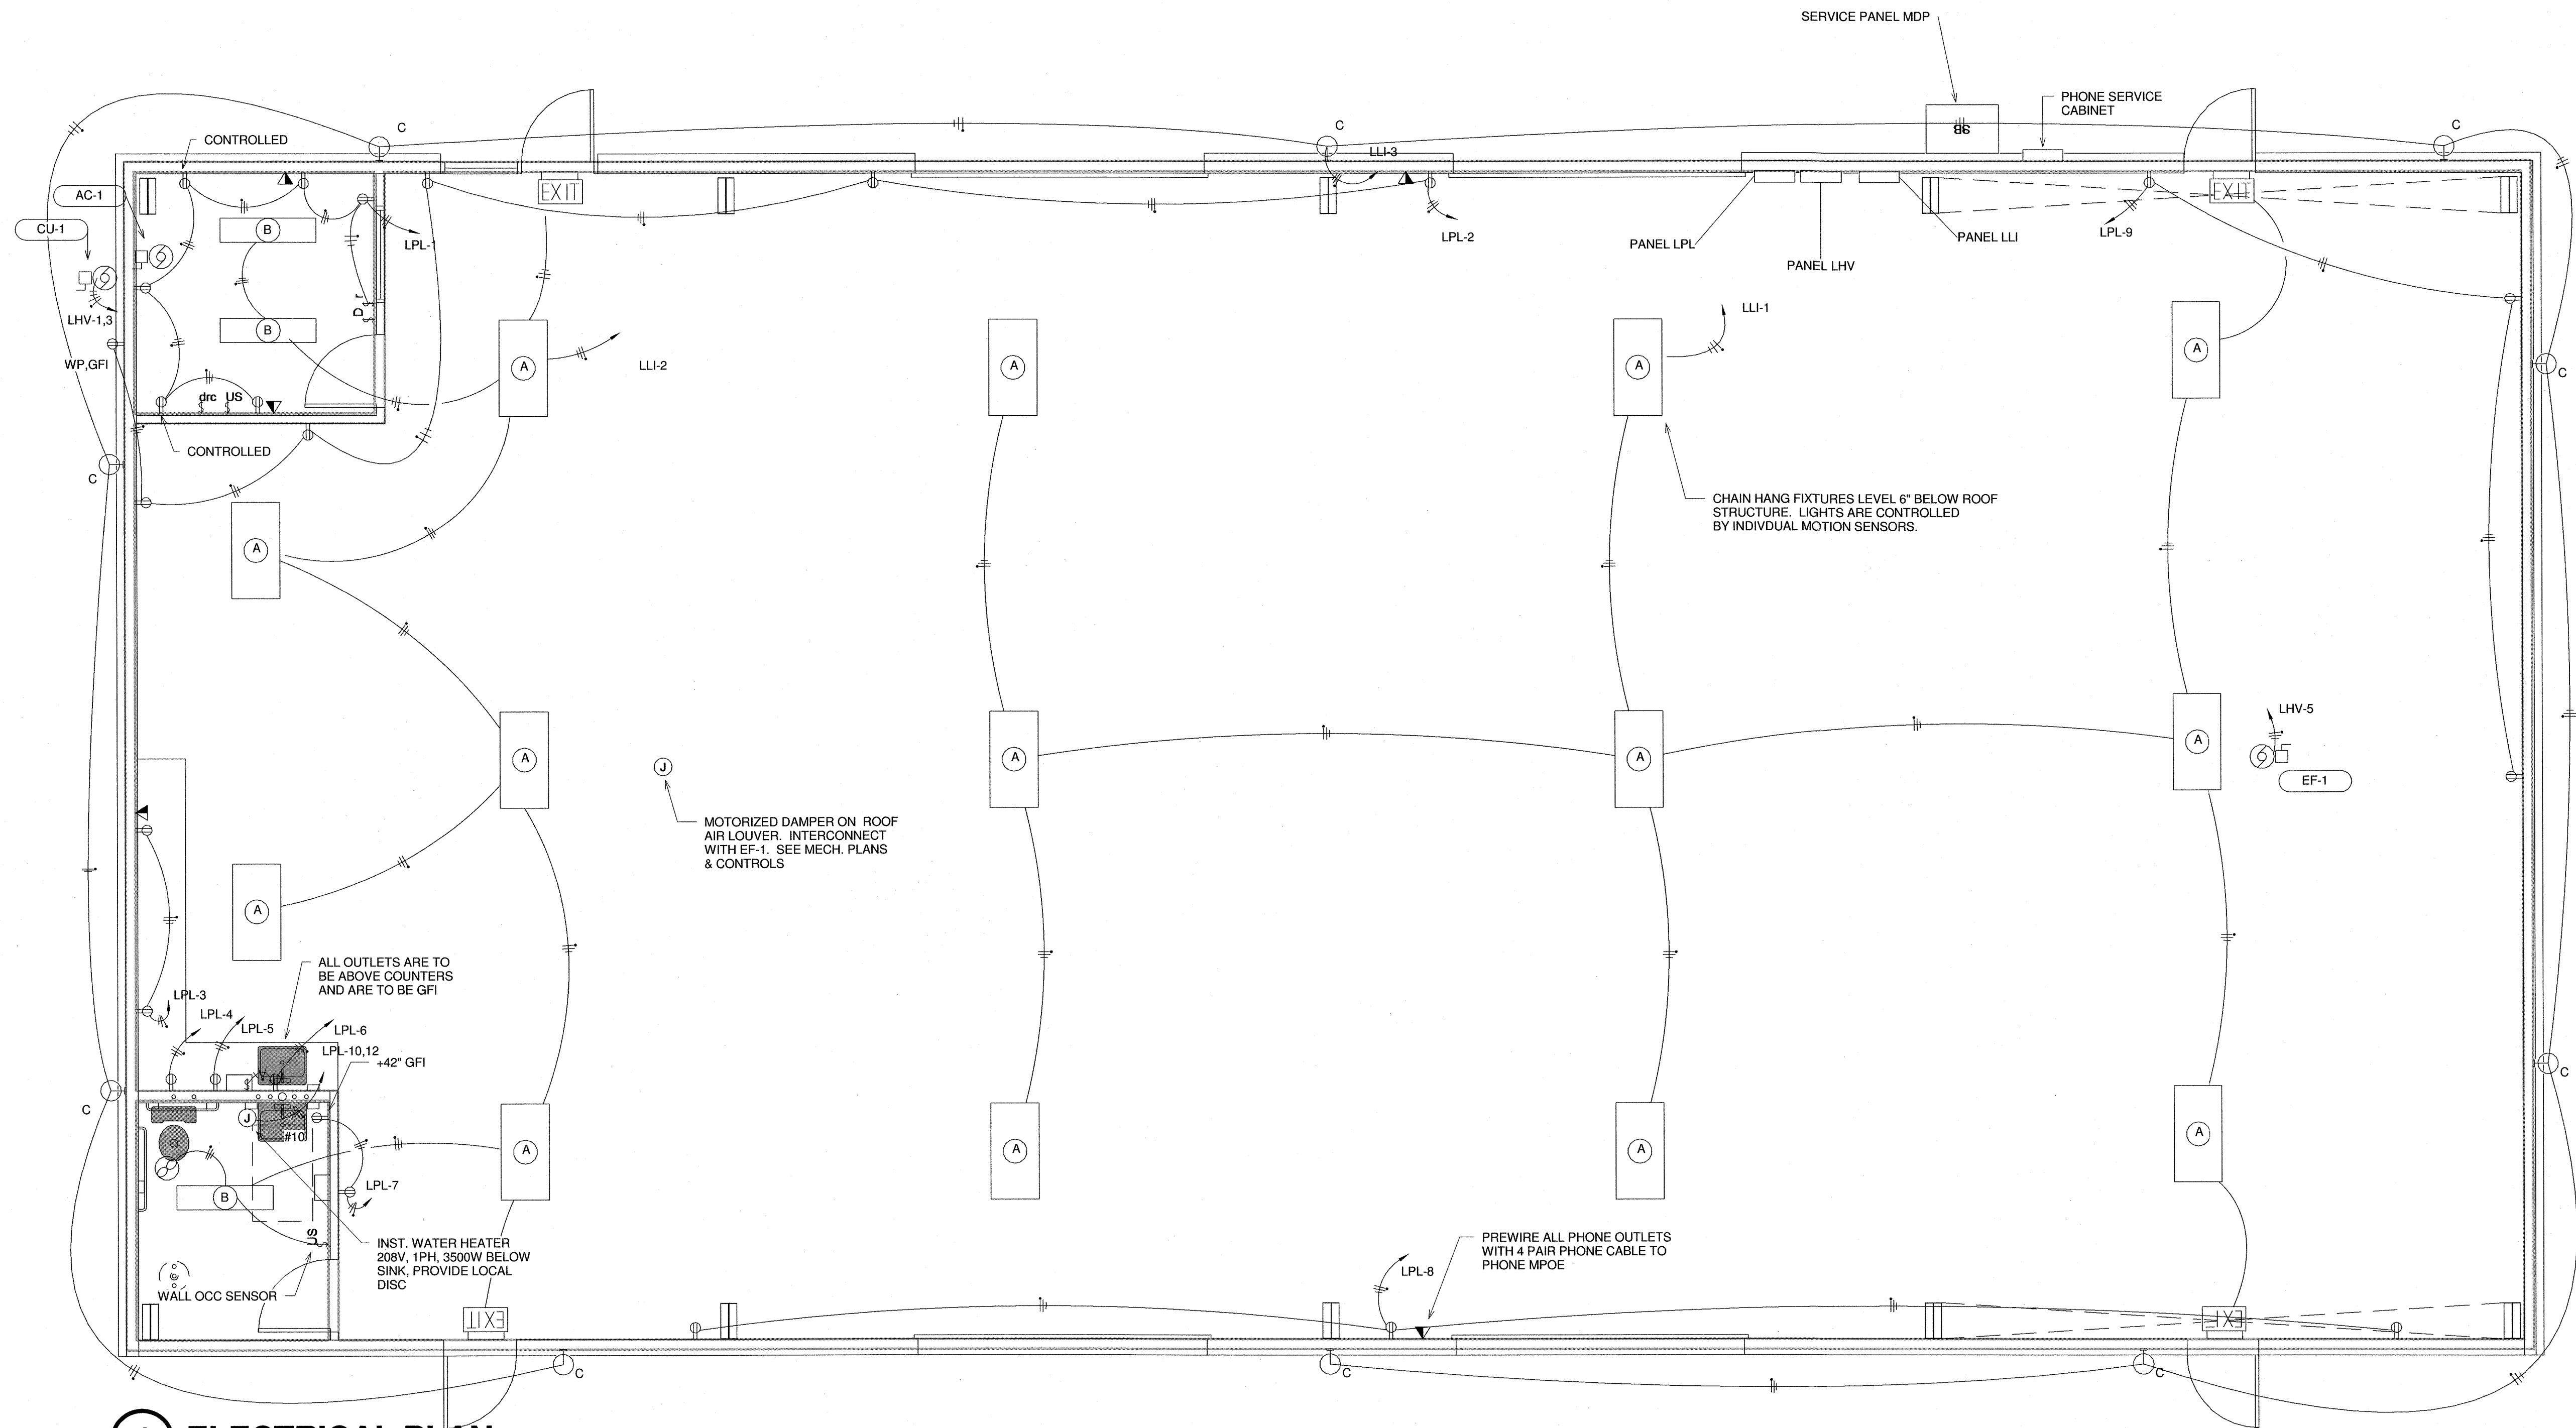 SERVICE PANEL MDP
PHONE SERVICE
CABINET
SB
C
C
C
CONTROLLED
LLI-3
EXIT
EXIT
AC-1
CU-1
B
LPL-1
LPL-2
PANEL LPL
PANEL LHV
PANEL LLI
LPL-9
LHV-1,3
D r
$
B
LLI-1
WP,GFI
A
LLI-2
A
A
A
C
drc US
$ $
CONTROLLED
C
CHAIN HANG FIXTURES LEVEL 6" BELOW ROOF
STRUCTURE. LIGHTS ARE CONTROLLED
BY INDIVDUAL MOTION SENSORS.
A
LHV-5
A
A
A
A
J
EF-1
MOTORIZED DAMPER ON ROOF
AIR LOUVER. INTERCONNECT
WITH EF-1. SEE MECH. PLANS
& CONTROLS
A
ALL OUTLETS ARE TO
BE ABOVE COUNTERS
AND ARE TO BE GFI
LPL-3
LPL-4
LPL-5
LPL-6
LPL-10,12
+42" GFI
$
C
C
J
#10
A
A
A
A
LPL-7
B
US
$
INST. WATER HEATER
208V, 1PH, 3500W BELOW
SINK, PROVIDE LOCAL
DISC
WALL OCC SENSOR
PREWIRE ALL PHONE OUTLETS
WITH 4 PAIR PHONE CABLE TO
PHONE MPOE
LPL-8
EXIT
EXIT
C
C
C
ELECTRICAL PLAN